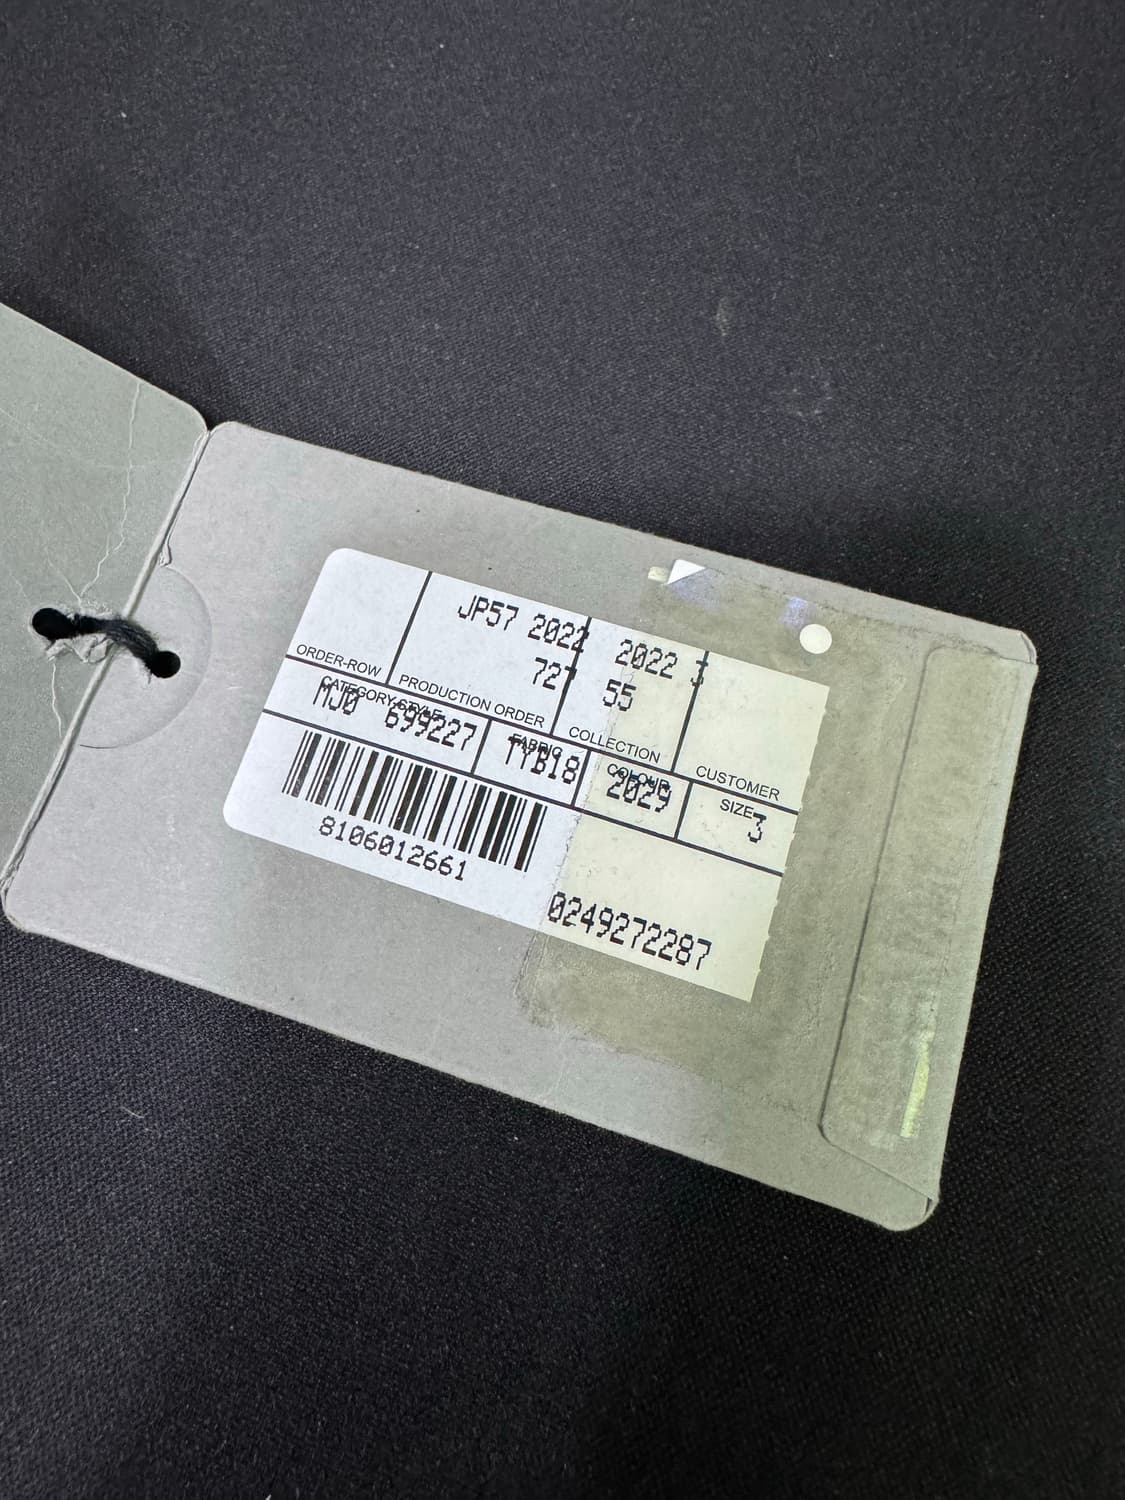 JP57 2022 2022 3
727 55
ORDER-ROW PRODUCTION ORDER COLLECTION CUSTOMER
CATEGORY STYLE FABRIC COLOUR SIZE
MJ0 699227 TYB18 2029 3
8106012661
0249272287